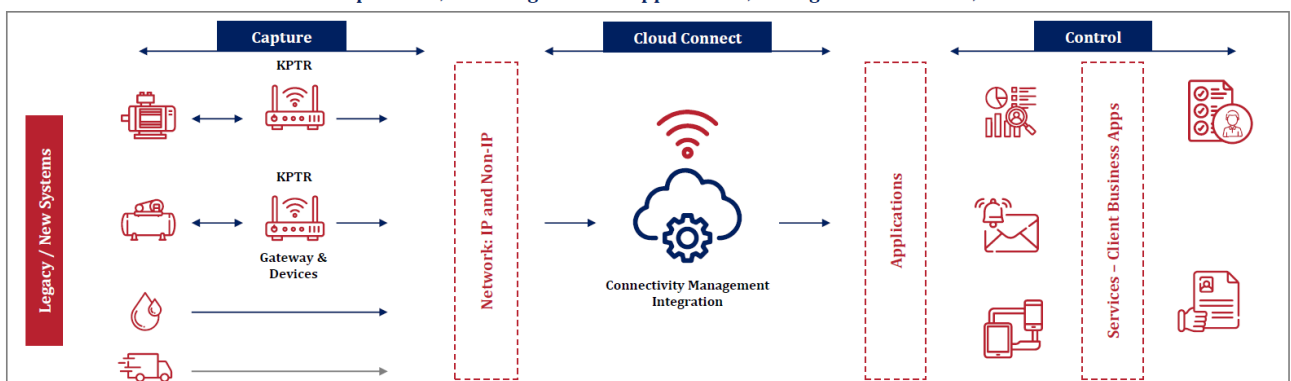 Capture
Cloud Connect
Control
KPTR
KPTR
Gateway &
Devices
Legacy / New Systems
Network: IP and Non-IP
Connectivity Management
Integration
Applications
Services – Client Business Apps